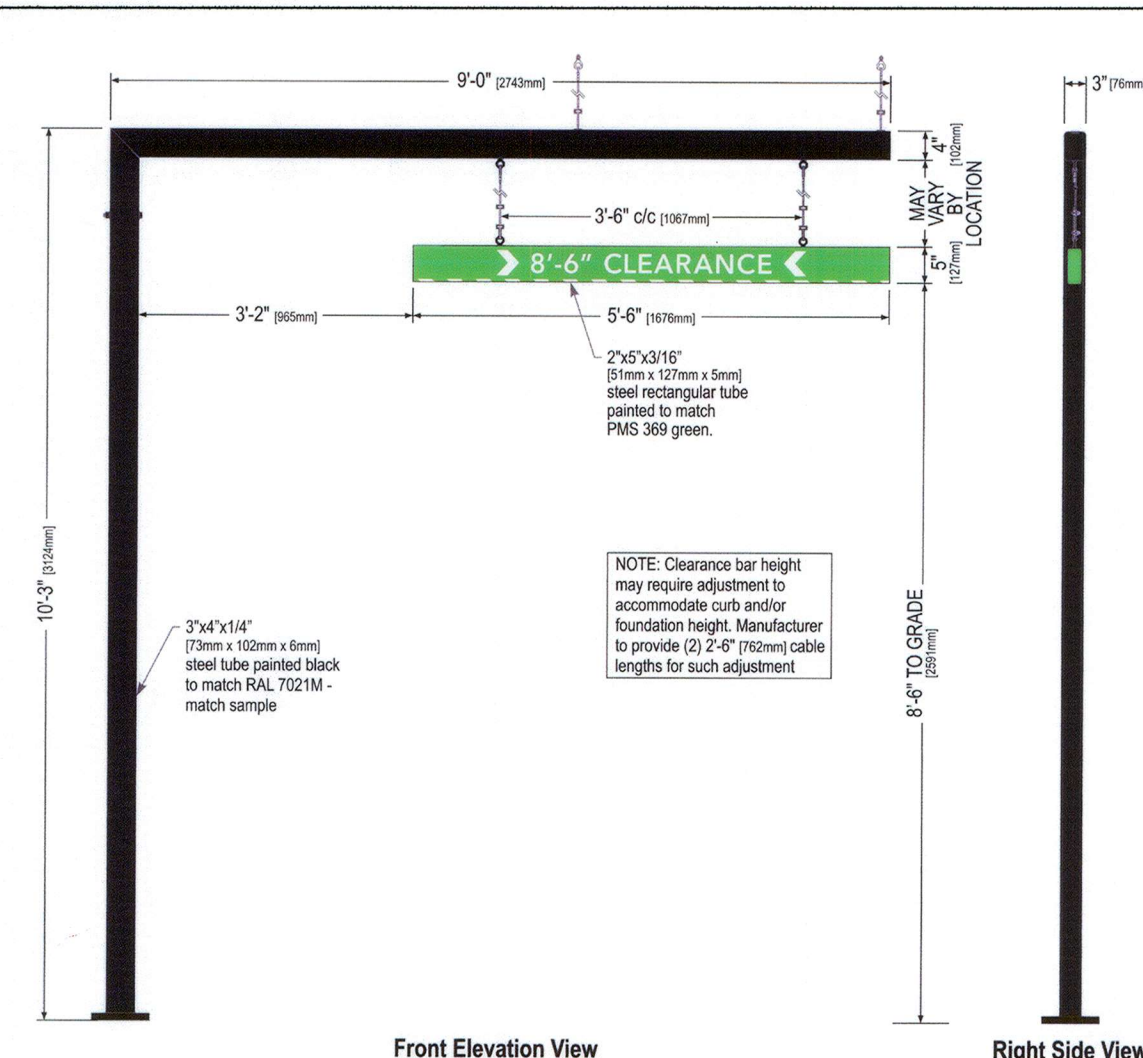 9'-0" [2743mm]
3" [76mm
4"
[102mm]
MAY
VARY
BY
LOCATION
3'-6" c/c [1067mm]
8'-6” CLEARANCE
5"
[127mm]
3'-2" [965mm]
5'-6" [1676mm]
2"x5"x3/16”
[51mm x 127mm x 5mm]
steel rectangular tube
painted to match
PMS 369 green.
10'-3" [3124mm]
NOTE: Clearance bar height
may require adjustment to
accommodate curb and/or
foundation height. Manufacturer
to provide (2) 2'-6" [762mm] cable
lengths for such adjustment
3"x4"x1/4”
[73mm x 102mm x 6mm]
steel tube painted black
to match RAL 7021M -
match sample
8'-6" TO GRADE
[2591mm]
Front Elevation View
Right Side View